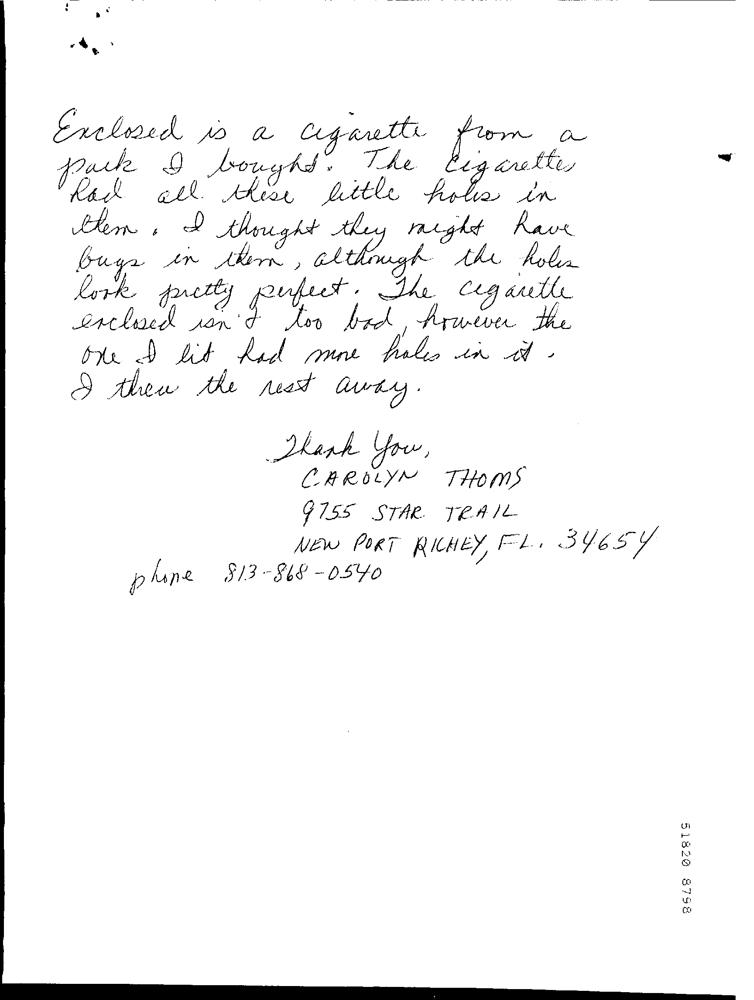 Enclosed is a cigarette from a
pack I bought. The cigarettes
had all these little holes in
them. I thought they might have
bugs in them, although the holes
look pretty perfect. The cigarette
enclosed isn't too bad, however the
one I lit had more holes in it.
I threw the rest away.
Thank You,
CAROLYN THOMS
9755 STAR TRAIL
NEW PORT RICHEY, FL. 34654
phone 813-868-0540
51820 8798